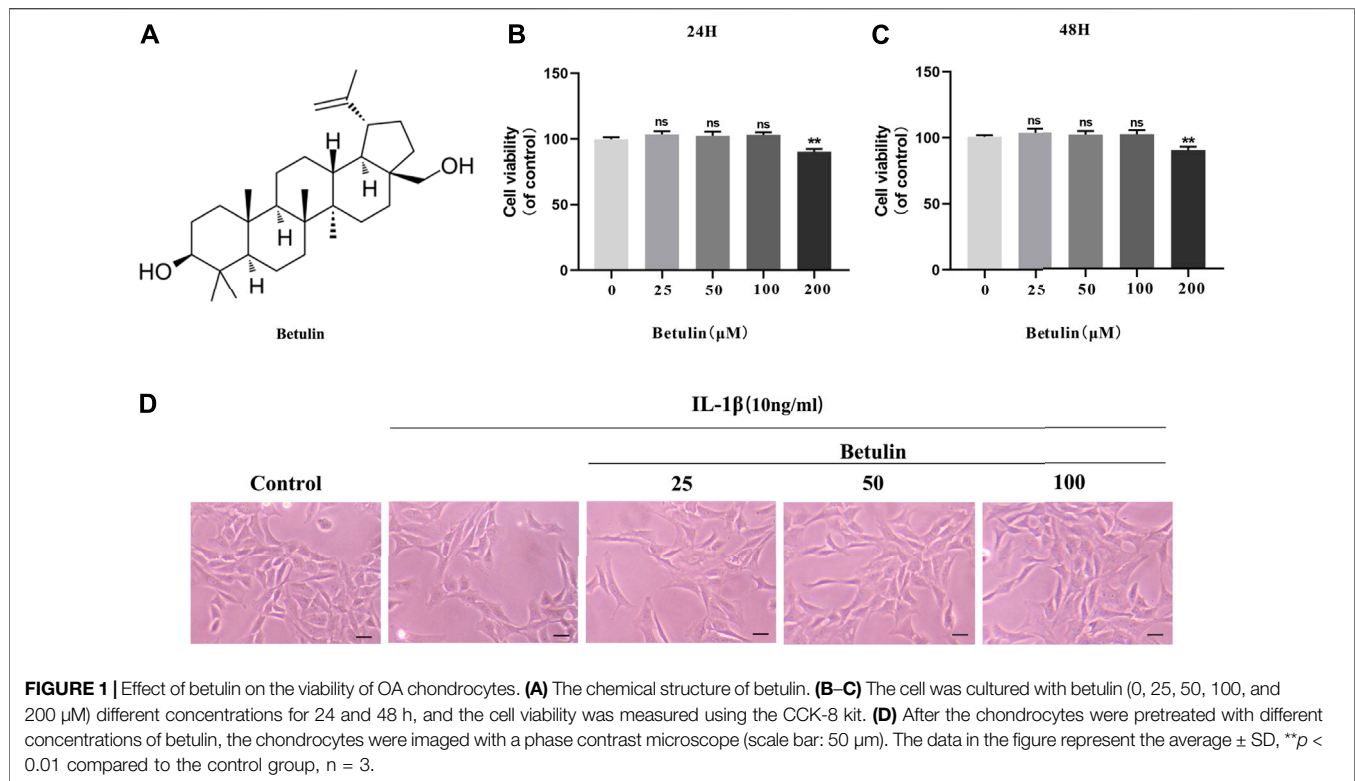 A
H
H
H
H
OH
HO
Betulin
B
24H
Cell viability
(of control)
150
100
50
0
ns
ns
ns
**
0 25 50 100 200
Betulin(μM)
C
48H
Cell viability
(of control)
150
100
50
0
ns
ns
ns
**
0 25 50 100 200
Betulin(μM)
D
IL-1β(10ng/ml)
Betulin
Control 25 50 100
FIGURE 1 | Effect of betulin on the viability of OA chondrocytes. (A) The chemical structure of betulin. (B–C) The cell was cultured with betulin (0, 25, 50, 100, and
200 μM) different concentrations for 24 and 48 h, and the cell viability was measured using the CCK-8 kit. (D) After the chondrocytes were pretreated with different
concentrations of betulin, the chondrocytes were imaged with a phase contrast microscope (scale bar: 50 μm). The data in the figure represent the average ± SD, **p <
0.01 compared to the control group, n = 3.